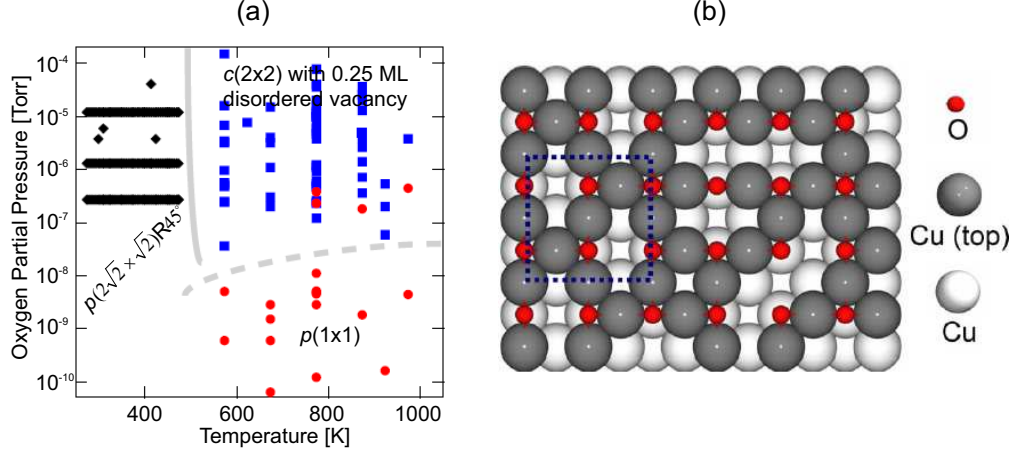 (a)
(b)
Oxygen Partial Pressure [Torr]
10⁻⁴
10⁻⁵
10⁻⁶
10⁻⁷
10⁻⁸
10⁻⁹
10⁻¹⁰
c(2x2) with 0.25 ML
disordered vacancy
p(2√2×√2)R45°
p(1x1)
400
600
800
1000
Temperature [K]
O
Cu (top)
Cu